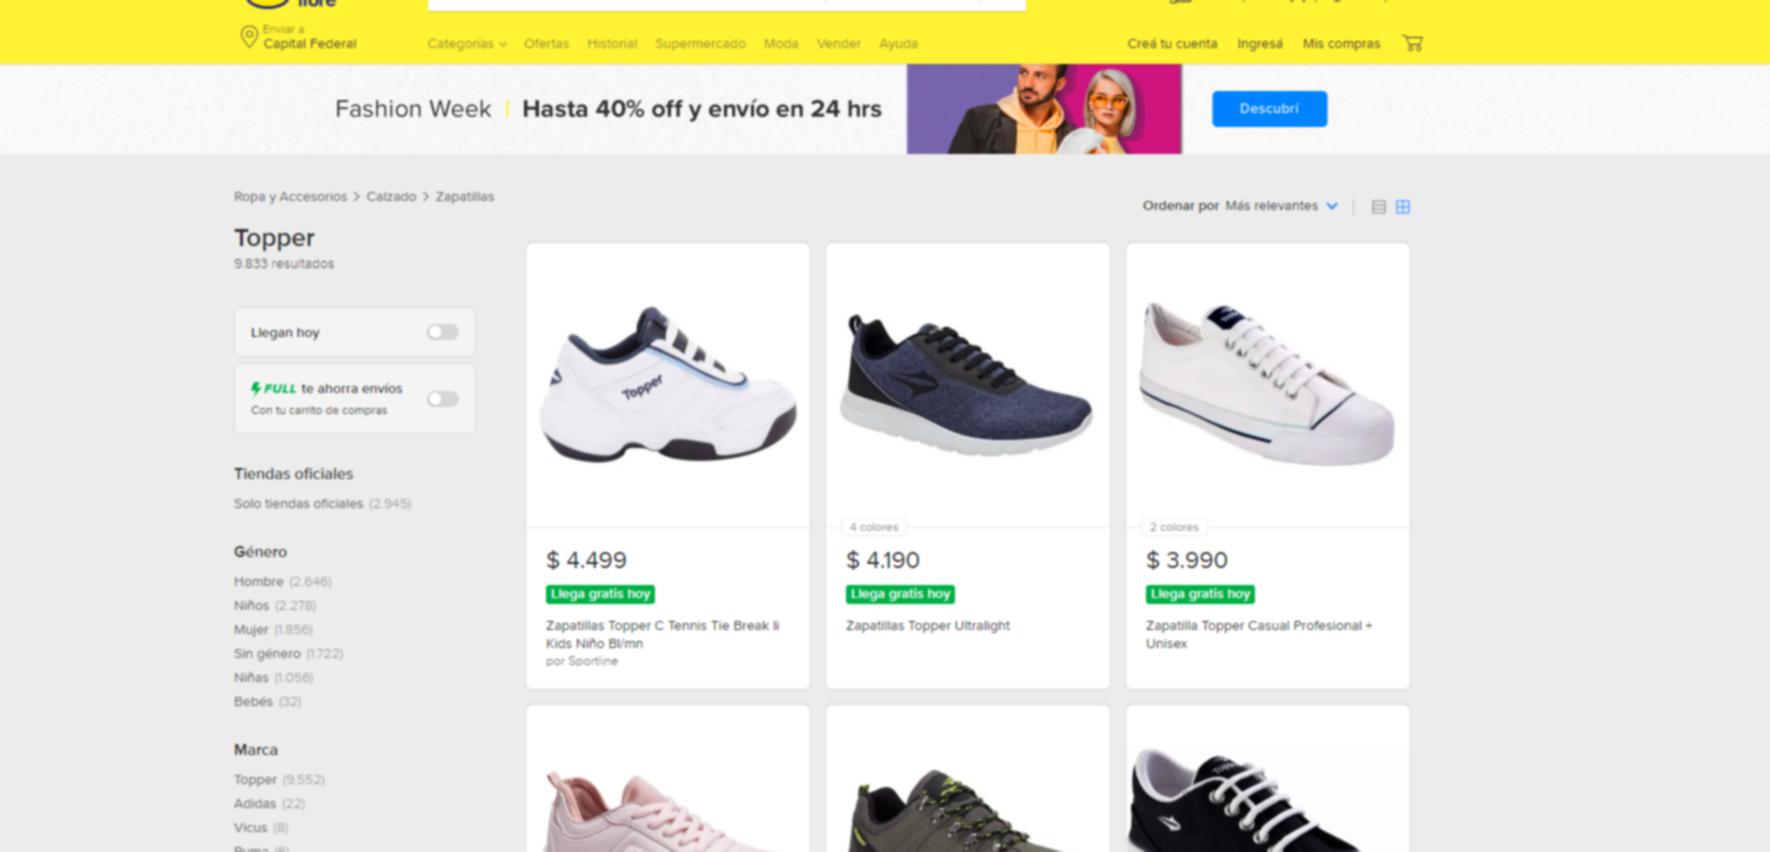 libre
Enviar a
Capital Federal
Categorías Ofertas Historial Supermercado Moda Vender Ayuda
Creá tu cuenta Ingresá Mis compras
Fashion Week | Hasta 40% off y envío en 24 hrs
Descubrí
Ropa y Accesorios > Calzado > Zapatillas
Ordenar por Más relevantes
Topper
9.833 resultados
Llegan hoy
FULL te ahorra envíos
Con tu carrito de compras
Tiendas oficiales
Solo tiendas oficiales (2.945)
Género
Hombre (2.646)
Niños (2.278)
Mujer (1.856)
Sin género (1.722)
Niñas (1.056)
Bebés (32)
Marca
Topper (9.552)
Adidas (22)
Vicus (8)
Puma (6)
Topper
$ 4.499
Llega gratis hoy
Zapatillas Topper C Tennis Tie Break Ii
Kids Niño Bl/mn
por Sportline
4 colores
$ 4.190
Llega gratis hoy
Zapatillas Topper Ultralight
2 colores
$ 3.990
Llega gratis hoy
Zapatilla Topper Casual Profesional +
Unisex
Topper